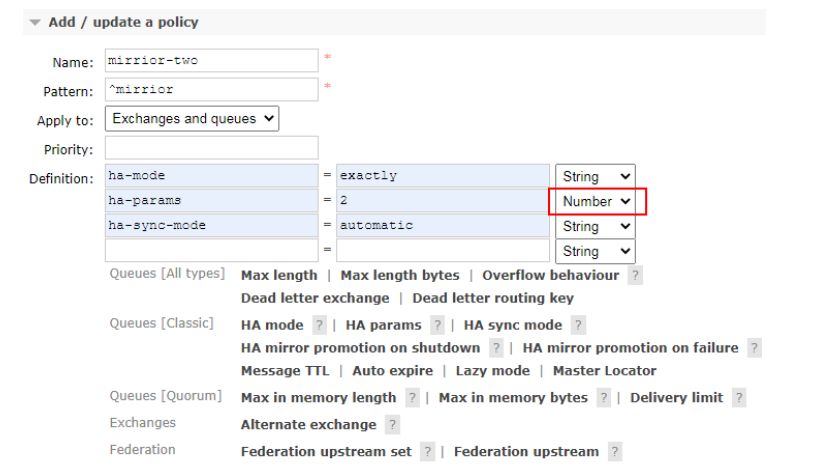 Add / update a policy
Name: mirrior-two *
Pattern: ^mirrior *
Apply to: Exchanges and queues
Priority:
Definition: ha-mode = exactly String
ha-params = 2 Number
ha-sync-mode = automatic String
= String
Queues [All types] Max length | Max length bytes | Overflow behaviour ?
Dead letter exchange | Dead letter routing key
Queues [Classic] HA mode ? | HA params ? | HA sync mode ?
HA mirror promotion on shutdown ? | HA mirror promotion on failure ?
Message TTL | Auto expire | Lazy mode | Master Locator
Queues [Quorum] Max in memory length ? | Max in memory bytes ? | Delivery limit ?
Exchanges Alternate exchange ?
Federation Federation upstream set ? | Federation upstream ?